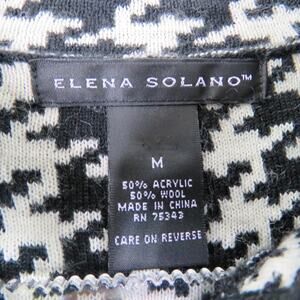 ELENA SOLANO™
M
50% ACRYLIC
50% WOOL
MADE IN CHINA
RN 75343
CARE ON REVERSE